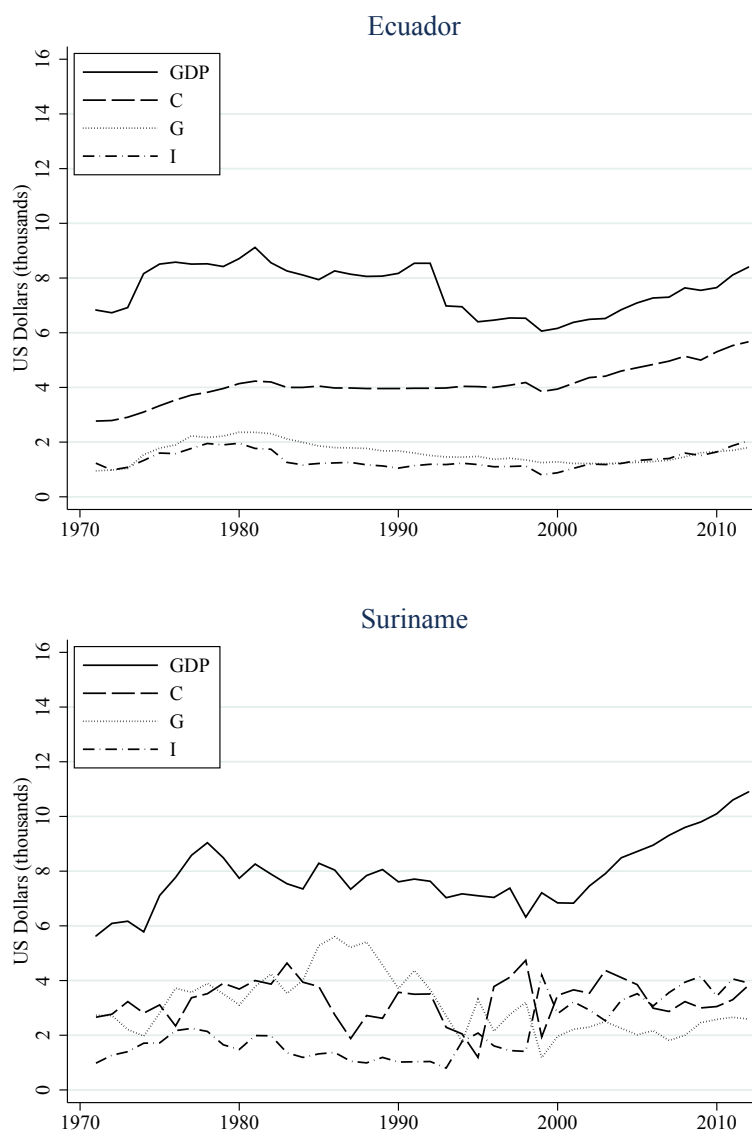 Ecuador
GDP
C
G
I
US Dollars (thousands)
0 2 4 6 8 10 12 14 16
1970 1980 1990 2000 2010
Suriname
GDP
C
G
I
US Dollars (thousands)
0 2 4 6 8 10 12 14 16
1970 1980 1990 2000 2010